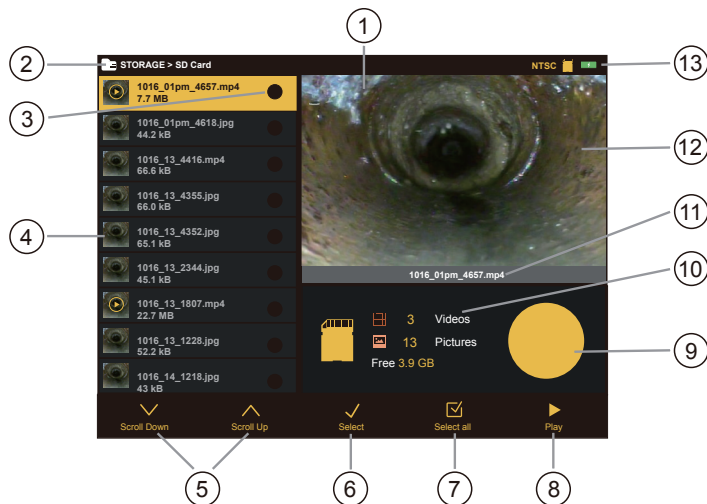 1
2
STORAGE > SD Card
NTSC
13
1016_01pm_4657.mp4
7.7 MB
3
1016_01pm_4618.jpg
44.2 kB
1016_13_4416.mp4
66.6 kB
12
1016_13_4355.jpg
66.0 kB
11
4
1016_13_4352.jpg
65.1 kB
1016_13_2344.jpg
45.1 kB
1016_01pm_4657.mp4
10
1016_13_1807.mp4
22.7 MB
3 Videos
1016_13_1228.jpg
52.2 kB
13 Pictures
9
Free 3.9 GB
1016_14_1218.jpg
43 kB
Scroll Down
Scroll Up
Select
Select all
Play
5
6
7
8